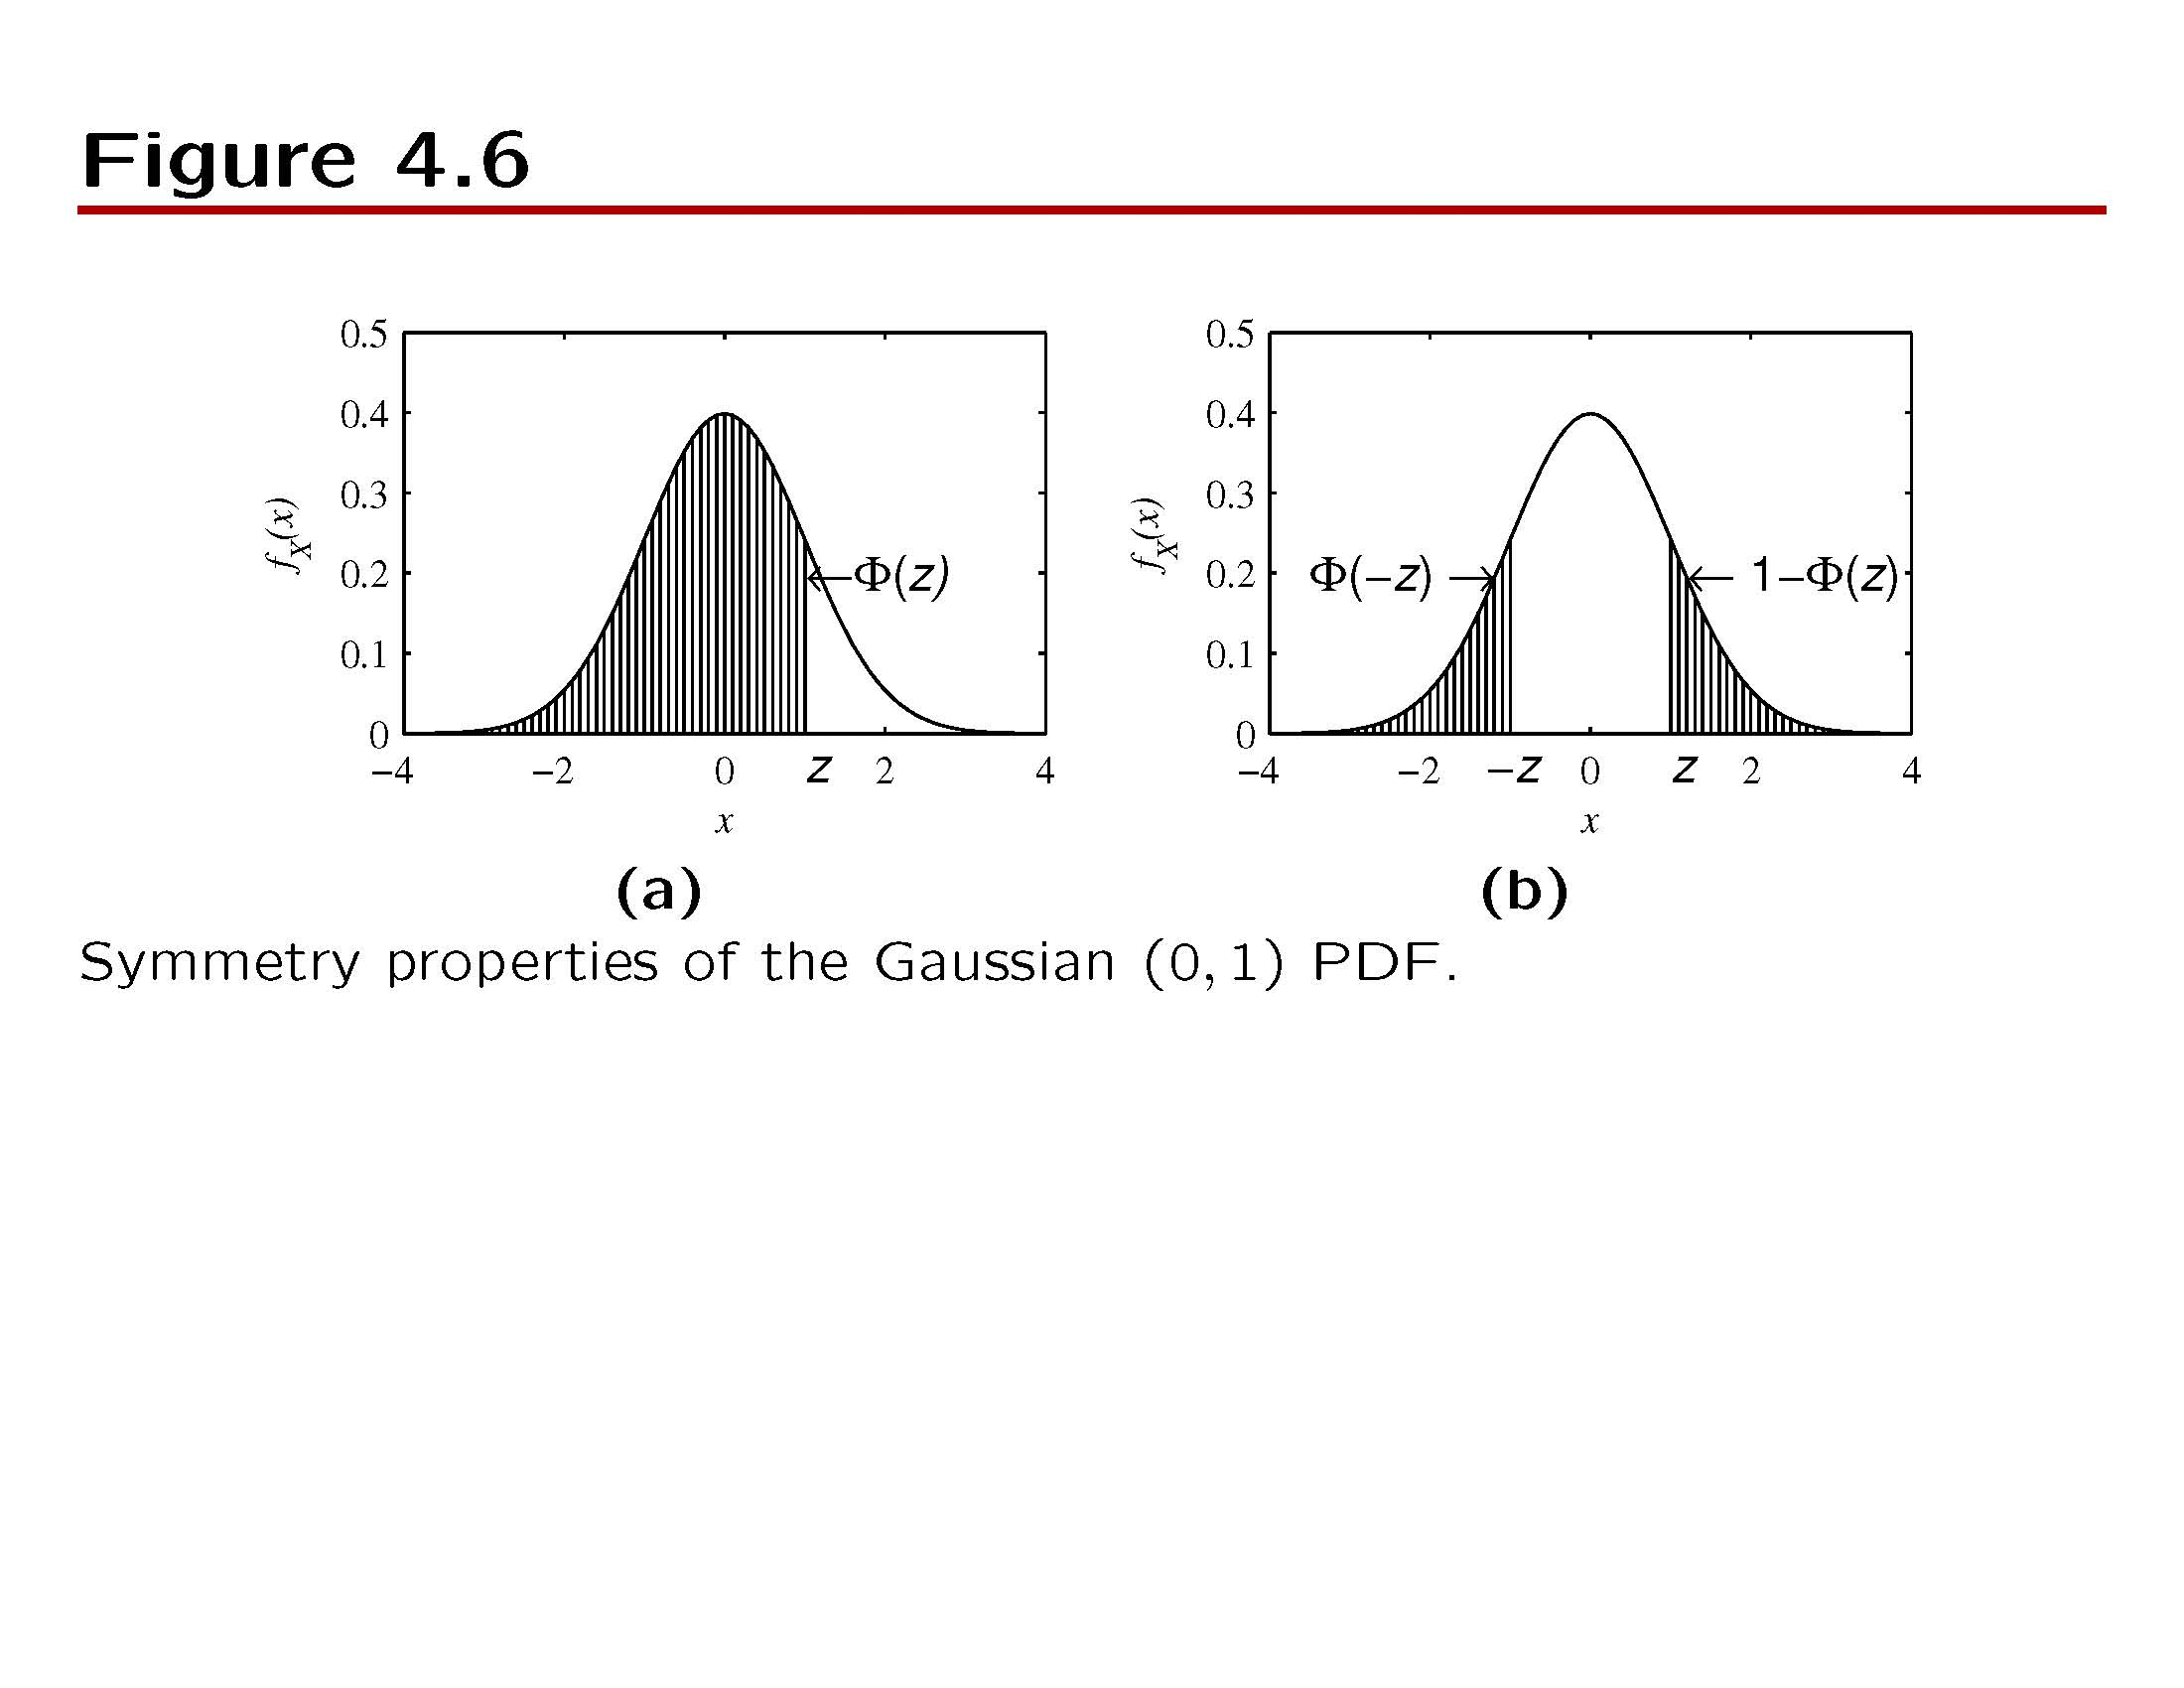 Figure 4.6
0.5
0.4
0.3
0.2
0.1
0
f_X(x)
Φ(z)
−4 −2 0 z 2 4
x
(a)
0.5
0.4
0.3
0.2
0.1
0
f_X(x)
Φ(−z) 1−Φ(z)
−4 −2 −z 0 z 2 4
x
(b)
Symmetry properties of the Gaussian (0, 1) PDF.